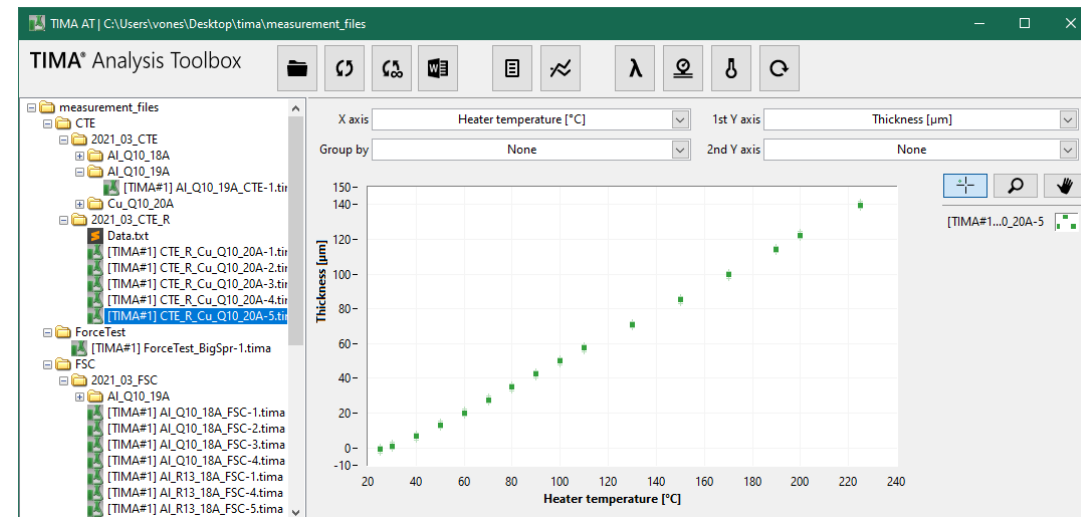 TIMA AT | C:\Users\vones\Desktop\tima\measurement_files
TIMA® Analysis Toolbox
measurement_files
CTE
2021_03_CTE
Al_Q10_18A
Al_Q10_19A
[TIMA#1] Al_Q10_19A_CTE-1.tir
Cu_Q10_20A
2021_03_CTE_R
Data.txt
[TIMA#1] CTE_R_Cu_Q10_20A-1.tir
[TIMA#1] CTE_R_Cu_Q10_20A-2.tir
[TIMA#1] CTE_R_Cu_Q10_20A-3.tir
[TIMA#1] CTE_R_Cu_Q10_20A-4.tir
[TIMA#1] CTE_R_Cu_Q10_20A-5.tir
ForceTest
[TIMA#1] ForceTest_BigSpr-1.tima
FSC
2021_03_FSC
Al_Q10_19A
[TIMA#1] Al_Q10_18A_FSC-1.tima
[TIMA#1] Al_Q10_18A_FSC-2.tima
[TIMA#1] Al_Q10_18A_FSC-3.tima
[TIMA#1] Al_Q10_18A_FSC-4.tima
[TIMA#1] Al_R13_18A_FSC-1.tima
[TIMA#1] Al_R13_18A_FSC-4.tima
[TIMA#1] Al_R13_18A_FSC-5.tima
λ
X axis Heater temperature [°C] 1st Y axis Thickness [µm]
Group by None 2nd Y axis None
[TIMA#1...0_20A-5
Thickness [µm]
150
140
120
100
80
60
40
20
0
-10
20 40 60 80 100 120 140 160 180 200 220 240
Heater temperature [°C]